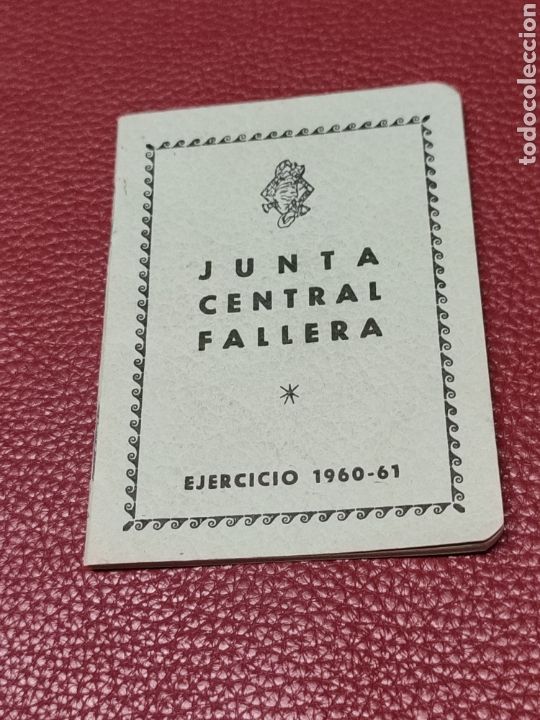 JUNTA
CENTRAL
FALLERA
EJERCICIO 1960-61
todocoleccion